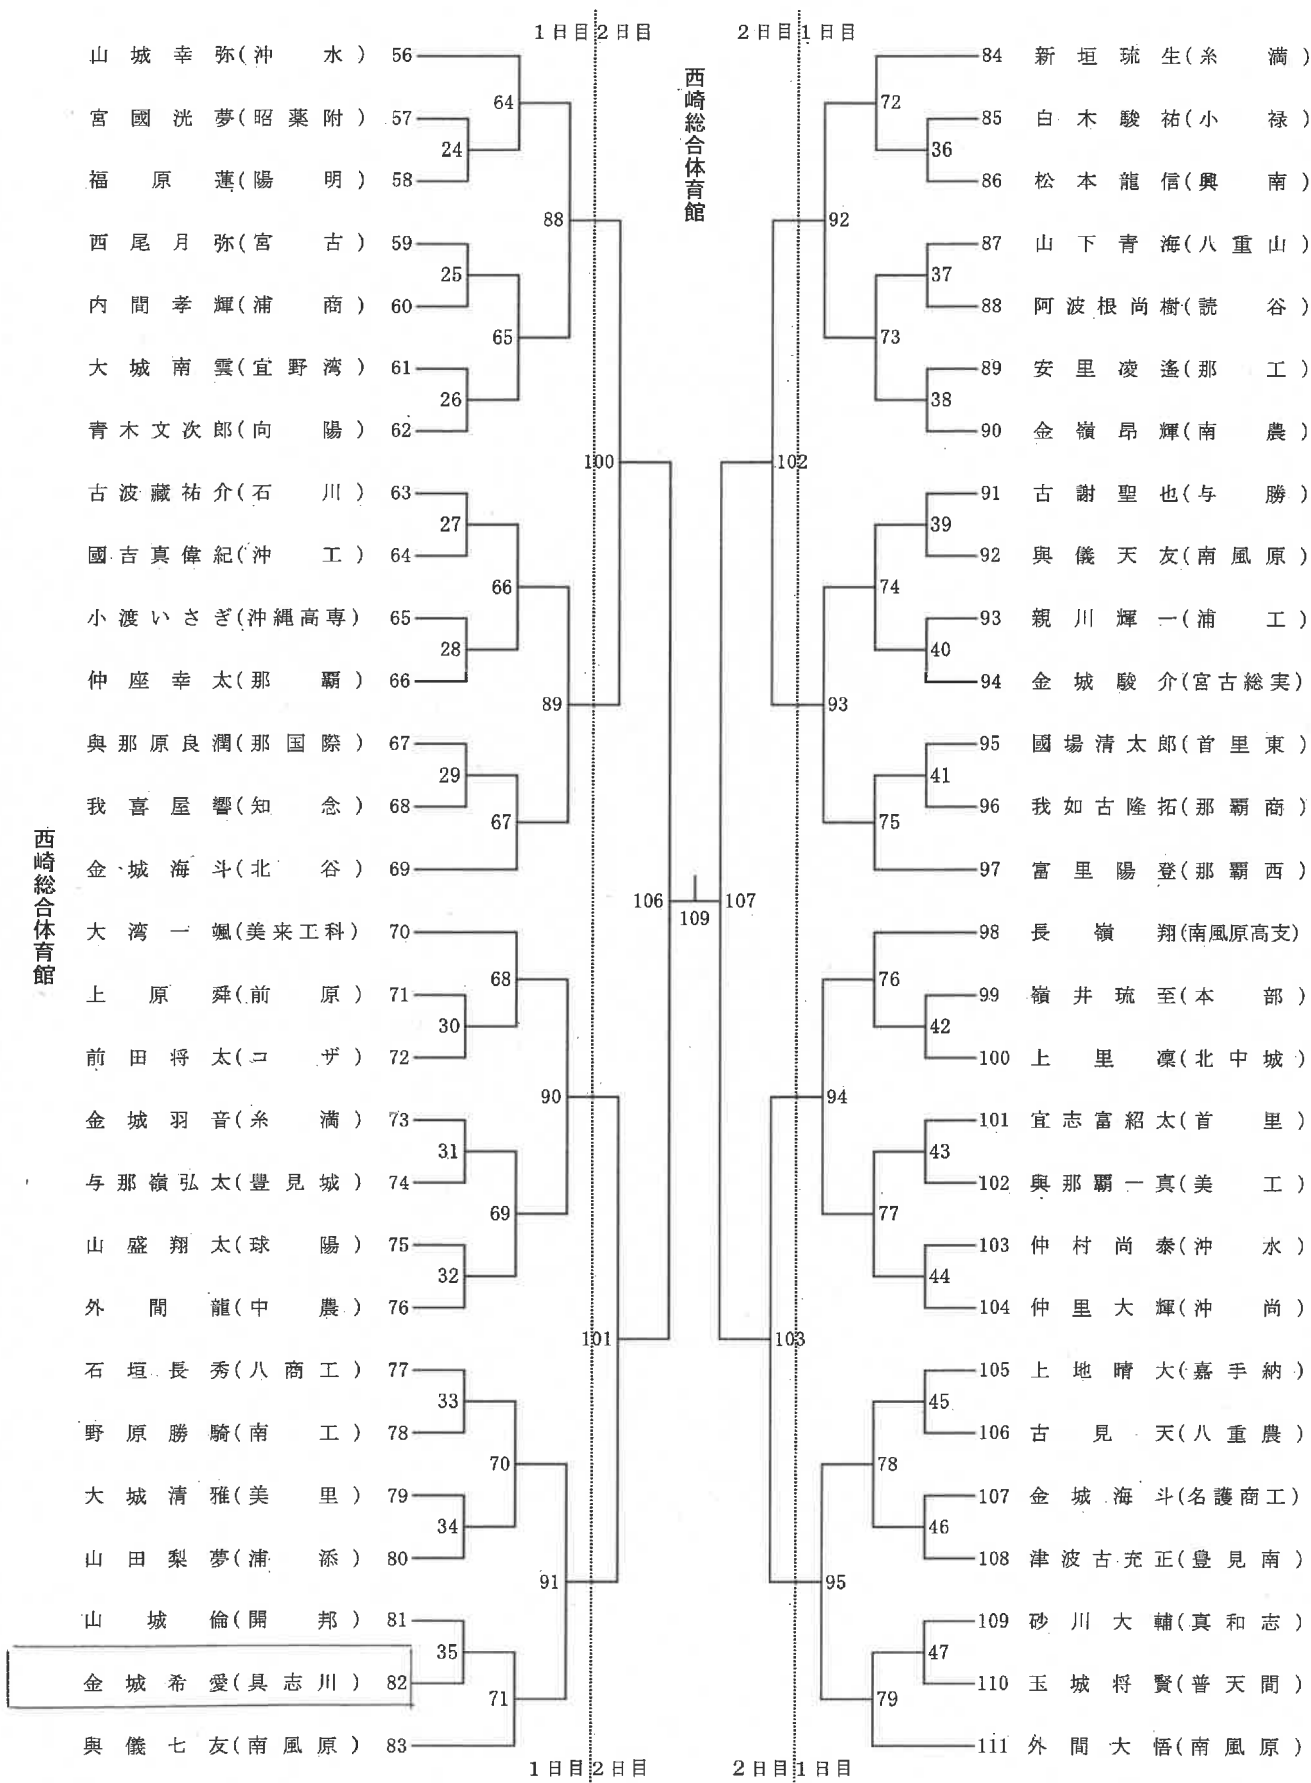 1日目 2日目
2日目 1日目
西崎総合体育館
西崎総合体育館
山城幸弥(沖水) 56
宮國洸夢(昭薬附) 57
福原蓮(陽明) 58
西尾月弥(宮古) 59
内間孝輝(浦商) 60
大城南雲(宜野湾) 61
青木文次郎(向陽) 62
古波藏祐介(石川) 63
國吉真偉紀(沖工) 64
小渡いさぎ(沖縄高専) 65
仲座幸太(那覇) 66
與那原良潤(那国際) 67
我喜屋響(知念) 68
金城海斗(北谷) 69
大湾一颯(美来工科) 70
上原舜(前原) 71
前田将太(コザ) 72
金城羽音(糸満) 73
与那嶺弘太(豊見城) 74
山盛翔太(球陽) 75
外間龍(中農) 76
石垣長秀(八商工) 77
野原勝騎(南工) 78
大城清雅(美里) 79
山田梨夢(浦添) 80
山城倫(開邦) 81
金城希愛(具志川) 82
與儀七友(南風原) 83
24
25
26
27
28
29
30
31
32
33
34
35
64
65
66
67
68
69
70
71
88
89
90
91
100
101
106
109
107
102
103
92
93
94
95
72
73
74
75
76
77
78
79
36
37
38
39
40
41
42
43
44
45
46
47
84 新垣琉生(糸満)
85 白木駿祐(小禄)
86 松本龍信(興南)
87 山下青海(八重山)
88 阿波根尚樹(読谷)
89 安里凌遙(那工)
90 金嶺昂輝(南農)
91 古謝聖也(与勝)
92 與儀天友(南風原)
93 親川輝一(浦工)
94 金城駿介(宮古総実)
95 國場清太郎(首里東)
96 我如古隆拓(那覇商)
97 富里陽登(那覇西)
98 長嶺翔(南風原高支)
99 嶺井琉至(本部)
100 上里凜(北中城)
101 宜志富紹太(首里)
102 與那覇一真(美工)
103 仲村尚泰(沖水)
104 仲里大輝(沖尚)
105 上地晴大(嘉手納)
106 古見天(八重農)
107 金城海斗(名護商工)
108 津波古充正(豊見南)
109 砂川大輔(真和志)
110 玉城将賢(普天間)
111 外間大悟(南風原)
1日目 2日目
2日目 1日目